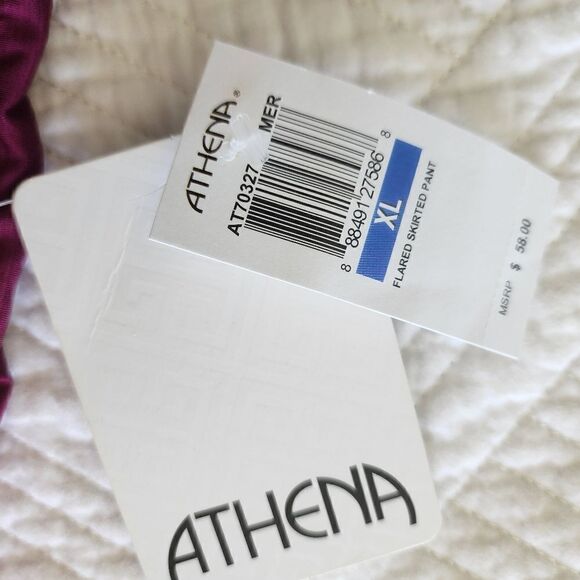 ATHENA®
AT70327 MER
8 88491 27586 8
XL
FLARED SKIRTED PANT
MSRP $ 58.00
ATHENA